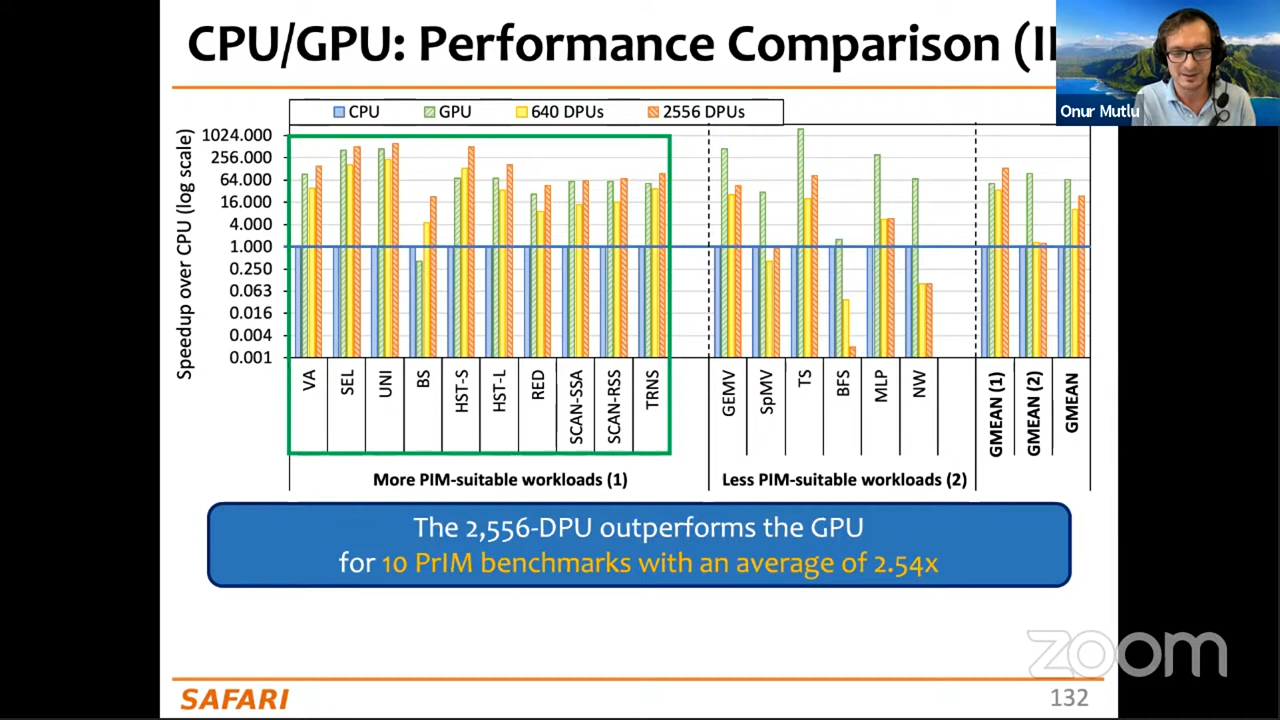 CPU/GPU: Performance Comparison (
Onur Mutlu
CPU GPU 640 DPUs 2556 DPUs
Speedup over CPU (log scale)
1024.000
256.000
64.000
16.000
4.000
1.000
0.250
0.063
0.016
0.004
0.001
VA
SEL
UNI
BS
HST-S
HST-L
RED
SCAN-SSA
SCAN-RSS
TRNS
GEMV
SpMV
TS
BFS
MLP
NW
GMEAN (1)
GMEAN (2)
GMEAN
More PIM-suitable workloads (1)
Less PIM-suitable workloads (2)
The 2,556-DPU outperforms the GPU
for 10 PrIM benchmarks with an average of 2.54x
zoom
SAFARI
132